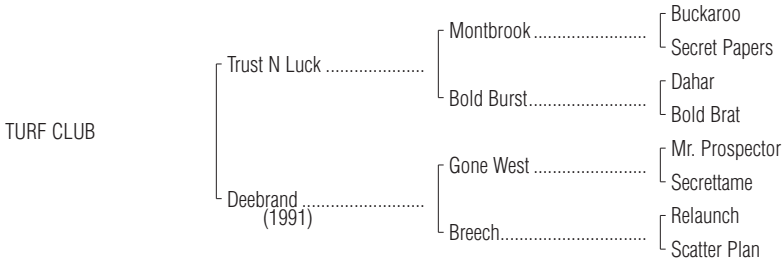 Buckaroo
Montbrook ..........................
Secret Papers
Trust N Luck ......................
Dahar
Bold Burst...........................
Bold Brat
TURF CLUB
Mr. Prospector
Gone West ..........................
Secrettame
Deebrand ...........................
(1991)
Relaunch
Breech.................................
Scatter Plan